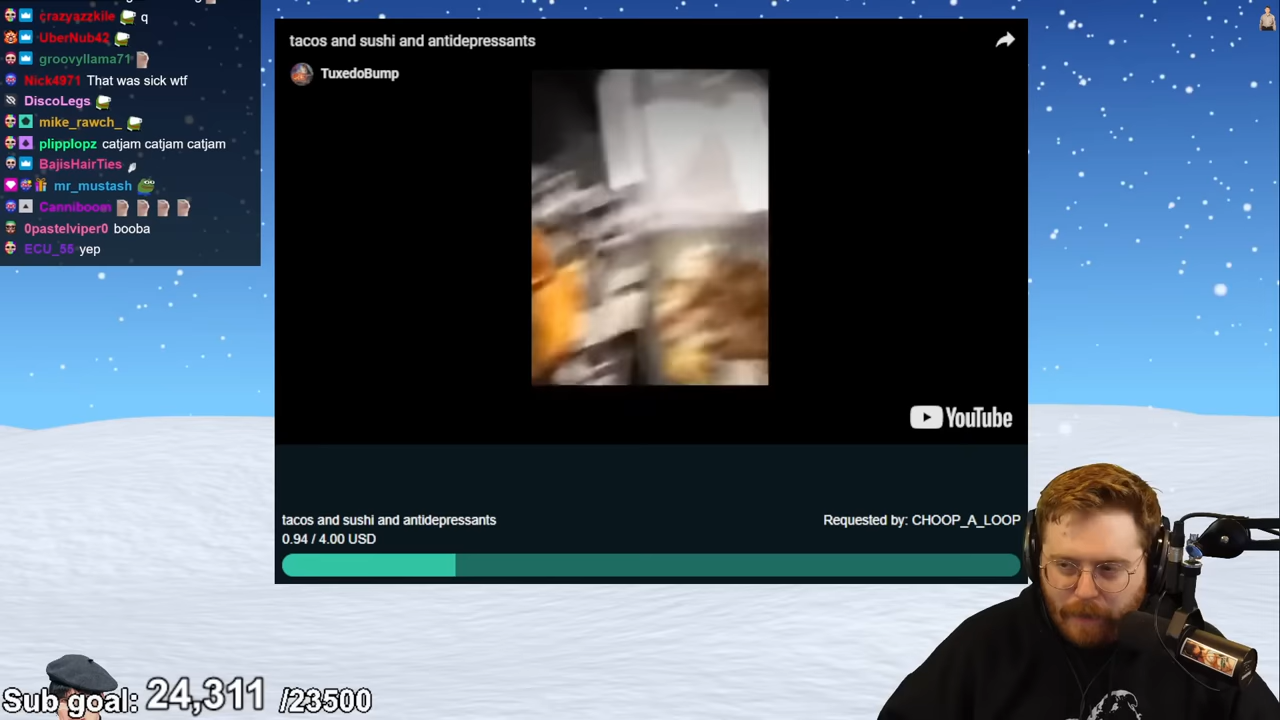 crazyazzkile q
UberNub42
groovyllama71
Nick4971 That was sick wtf
DiscoLegs
mike_rawch_
plipplopz catjam catjam catjam
BajisHairTies
mr_mustash
Canniboom
0pastelviper0 booba
ECU_55 yep
tacos and sushi and antidepressants
TuxedoBump
YouTube
tacos and sushi and antidepressants
Requested by: CHOOP_A_LOOP
0.94 / 4.00 USD
Sub goal: 24,311 /23500